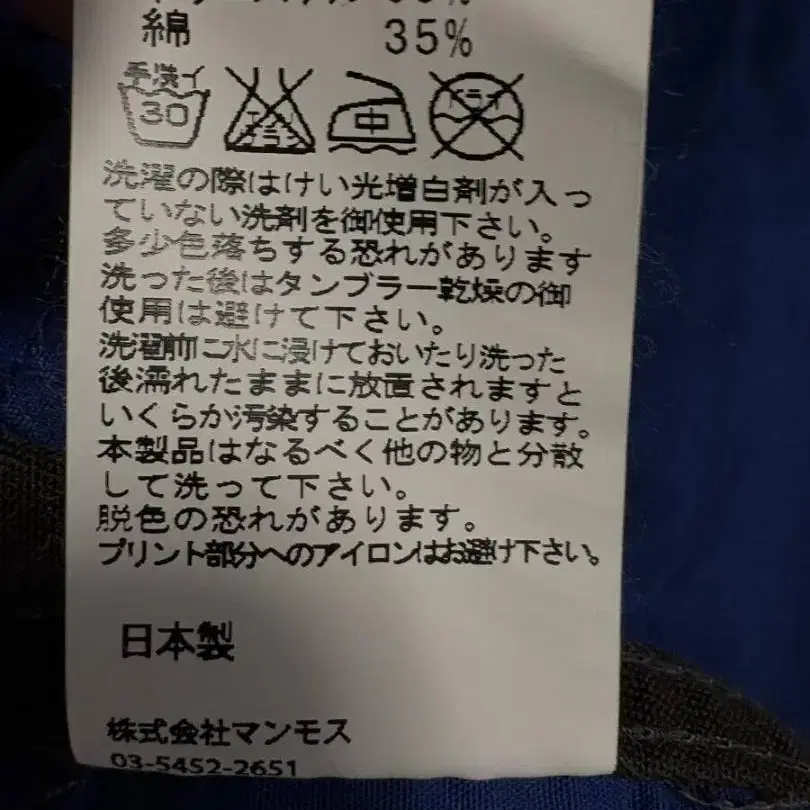 綿 35%
手洗イ
30
エンソ
サラシ
中
ドライ
洗濯の際はけい光増白剤が入っ
ていない洗剤を御使用下さい。
多少色落ちする恐れがあります
洗った後はタンブラー乾燥の御
使用は避けて下さい。
洗濯前に水に浸けておいたり洗った
後濡れたままに放置されますと
いくらか汚染することがあります。
本製品はなるべく他の物と分散
して洗って下さい。
脱色の恐れがあります。
プリント部分へのアイロンはお避け下さい。
日本製
株式会社マンモス
03-5452-2651